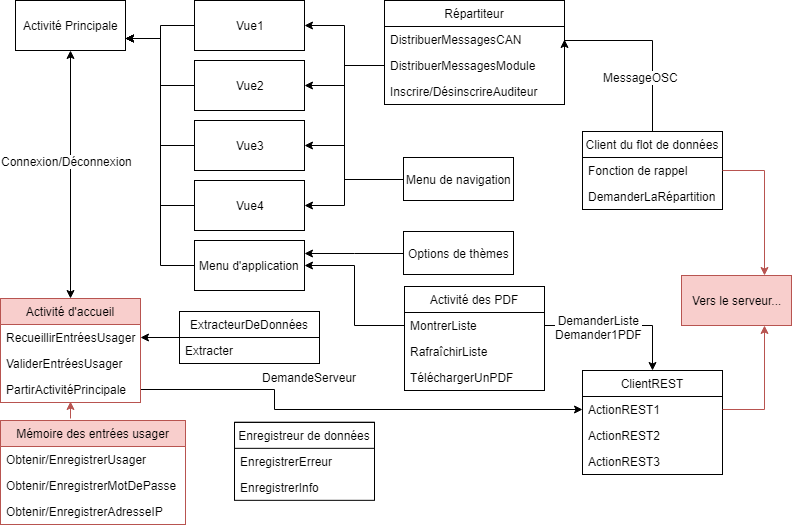 Activité Principale
Vue1
Vue2
Vue3
Vue4
Menu d'application
Répartiteur
DistribuerMessagesCAN
DistribuerMessagesModule
Inscrire/DésinscrireAuditeur
MessageOSC
Client du flot de données
Fonction de rappel
DemanderLaRépartition
Connexion/Déconnexion
Menu de navigation
Options de thèmes
Vers le serveur...
Activité d'accueil
RecueillirEntréesUsager
ValiderEntréesUsager
PartirActivitéPrincipale
ExtracteurDeDonnées
Extracter
Activité des PDF
MontrerListe
RafraîchirListe
TéléchargerUnPDF
DemanderListe
Demander1PDF
DemandeServeur
ClientREST
ActionREST1
ActionREST2
ActionREST3
Mémoire des entrées usager
Obtenir/EnregistrerUsager
Obtenir/EnregistrerMotDePasse
Obtenir/EnregistrerAdresseIP
Enregistreur de données
EnregistrerErreur
EnregistrerInfo